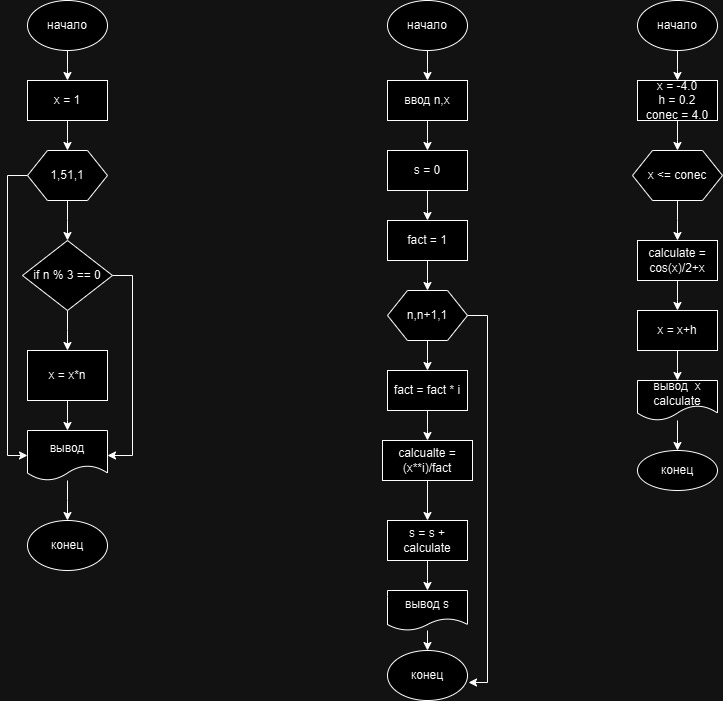 начало
x = 1
1,51,1
if n % 3 == 0
x = x*n
вывод
конец
начало
ввод n,x
s = 0
fact = 1
n,n+1,1
fact = fact * i
calcualte =
(x**i)/fact
s = s +
calculate
вывод s
конец
начало
x = -4.0
h = 0.2
conec = 4.0
x <= conec
calculate =
cos(x)/2+x
x = x+h
вывод x
calculate
конец